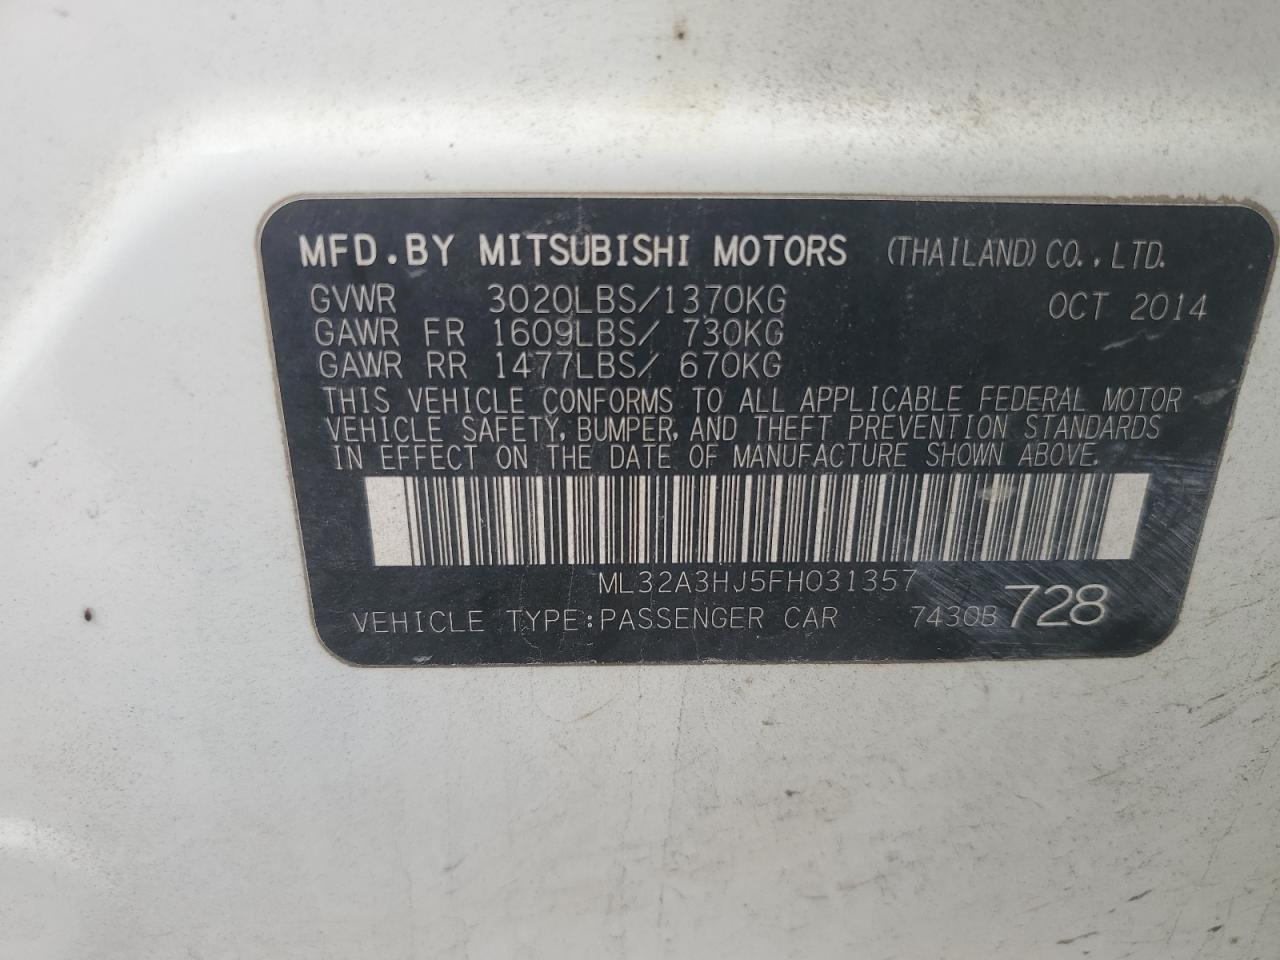 MFD.BY MITSUBISHI MOTORS (THAILAND) CO., LTD.
GVWR 3020LBS/1370KG OCT 2014
GAWR FR 1609LBS/ 730KG
GAWR RR 1477LBS/ 670KG
THIS VEHICLE CONFORMS TO ALL APPLICABLE FEDERAL MOTOR
VEHICLE SAFETY, BUMPER, AND THEFT PREVENTION STANDARDS
IN EFFECT ON THE DATE OF MANUFACTURE SHOWN ABOVE.
ML32A3HJ5FH031357
VEHICLE TYPE:PASSENGER CAR 7430B 728